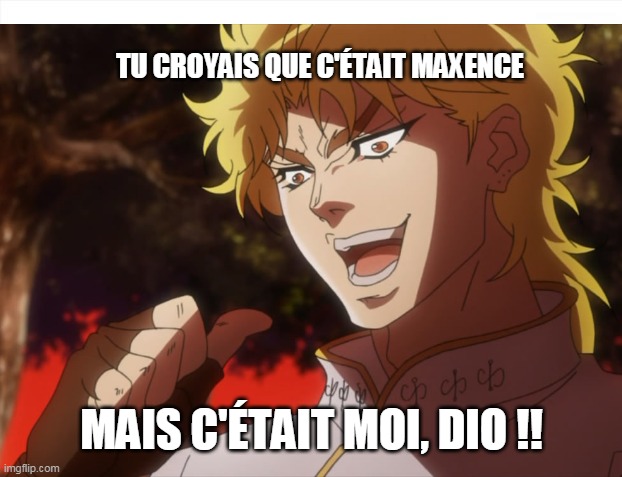 TU CROYAIS QUE C'ÉTAIT MAXENCE
MAIS C'ÉTAIT MOI, DIO !!
imgflip.com